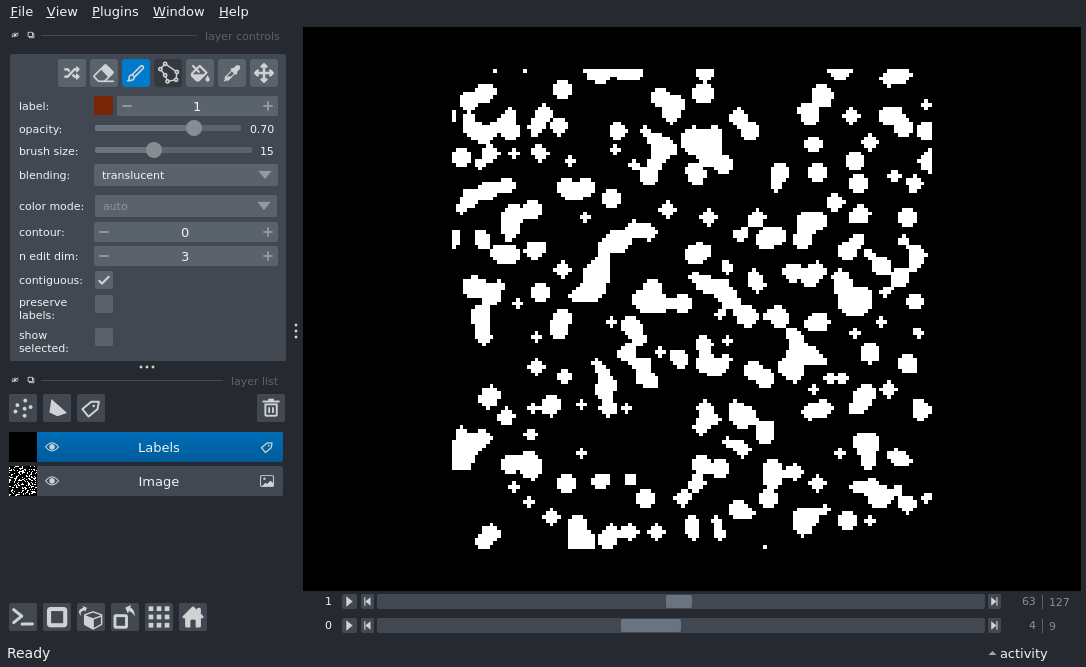 File View Plugins Window Help
layer controls
label: 1
opacity: 0.70
brush size: 15
blending: translucent
color mode: auto
contour: 0
n edit dim: 3
contiguous:
preserve
labels:
show
selected:
layer list
Labels
Image
1 63 127
0 4 9
Ready activity